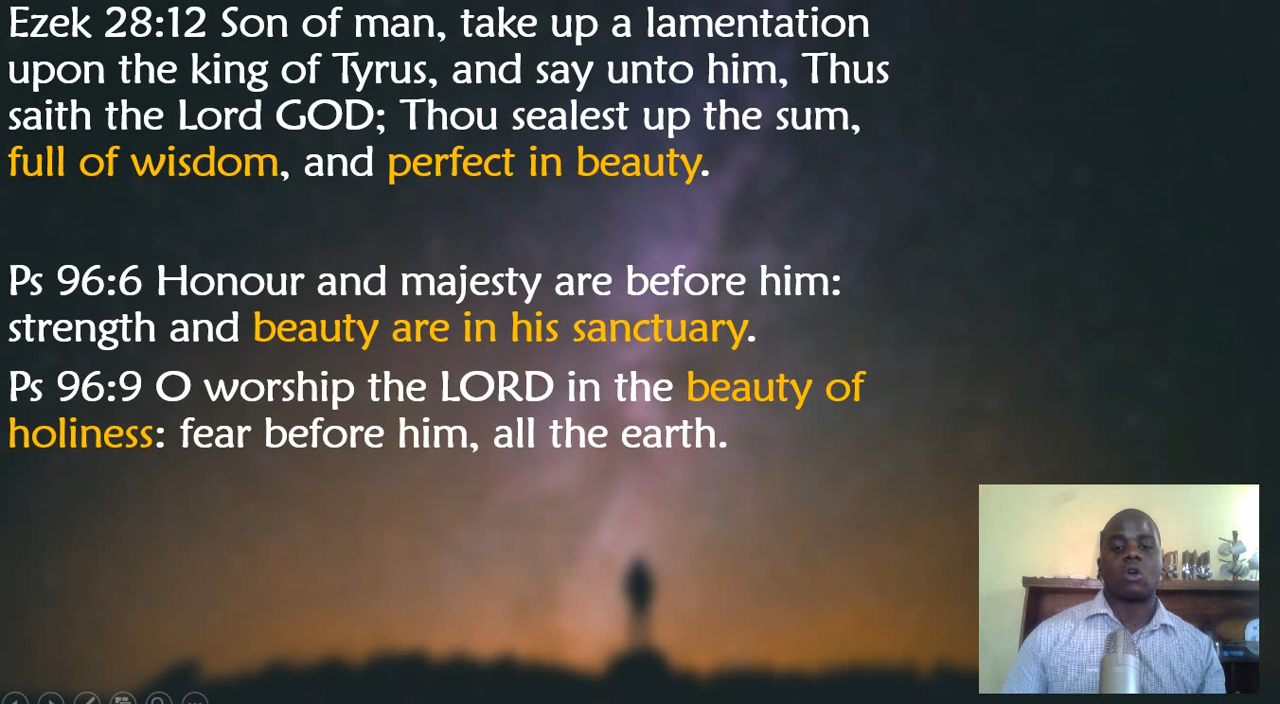 Ezek 28:12 Son of man, take up a lamentation
upon the king of Tyrus, and say unto him, Thus
saith the Lord GOD; Thou sealest up the sum,
full of wisdom, and perfect in beauty.
Ps 96:6 Honour and majesty are before him:
strength and beauty are in his sanctuary.
Ps 96:9 O worship the LORD in the beauty of
holiness: fear before him, all the earth.